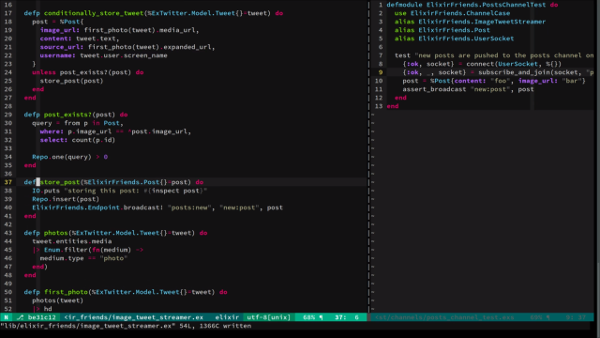 16
17 defp conditionally_store_tweet(%ExTwitter.Model.Tweet{}=tweet) do
18 post = %Post{
19 image_url: first_photo(tweet).media_url,
20 content: tweet.text,
21 source_url: first_photo(tweet).expanded_url,
22 username: tweet.user.screen_name
23 }
24 unless post_exists?(post) do
25 store_post(post)
26 end
27 end
28
29 defp post_exists?(post) do
30 query = from p in Post,
31 where: p.image_url == ^post.image_url,
32 select: count(p.id)
33
34 Repo.one(query) > 0
35 end
36
37 def store_post(%ElixirFriends.Post{}=post) do
38 IO.puts "storing this post: #{inspect post}"
39 Repo.insert(post)
40 ElixirFriends.Endpoint.broadcast! "posts:new", "new:post", post
41 end
42
43 defp photos(%ExTwitter.Model.Tweet{}=tweet) do
44 tweet.entities.media
45 |> Enum.filter(fn(medium) ->
46 medium.type == "photo"
47 end)
48 end
49
50 defp first_photo(%ExTwitter.Model.Tweet{}=tweet) do
51 photos(tweet)
52 |> hd
N be31c12 <ir_friends/image_tweet_streamer.ex elixir utf-8[unix] 68% 37: 6
"lib/elixir_friends/image_tweet_streamer.ex" 54L, 1366C written
1 defmodule ElixirFriends.PostsChannelTest do
2 use ElixirFriends.ChannelCase
3 alias ElixirFriends.ImageTweetStreamer
4 alias ElixirFriends.Post
5 alias ElixirFriends.UserSocket
6
7 test "new posts are pushed to the posts channel on
8 {:ok, socket} = connect(UserSocket, %{})
9 {:ok, _, socket} = subscribe_and_join(socket, "p
10 post = %Post{content: "foo", image_url: "bar"}
11 assert_broadcast "new:post", post
12 end
13 end